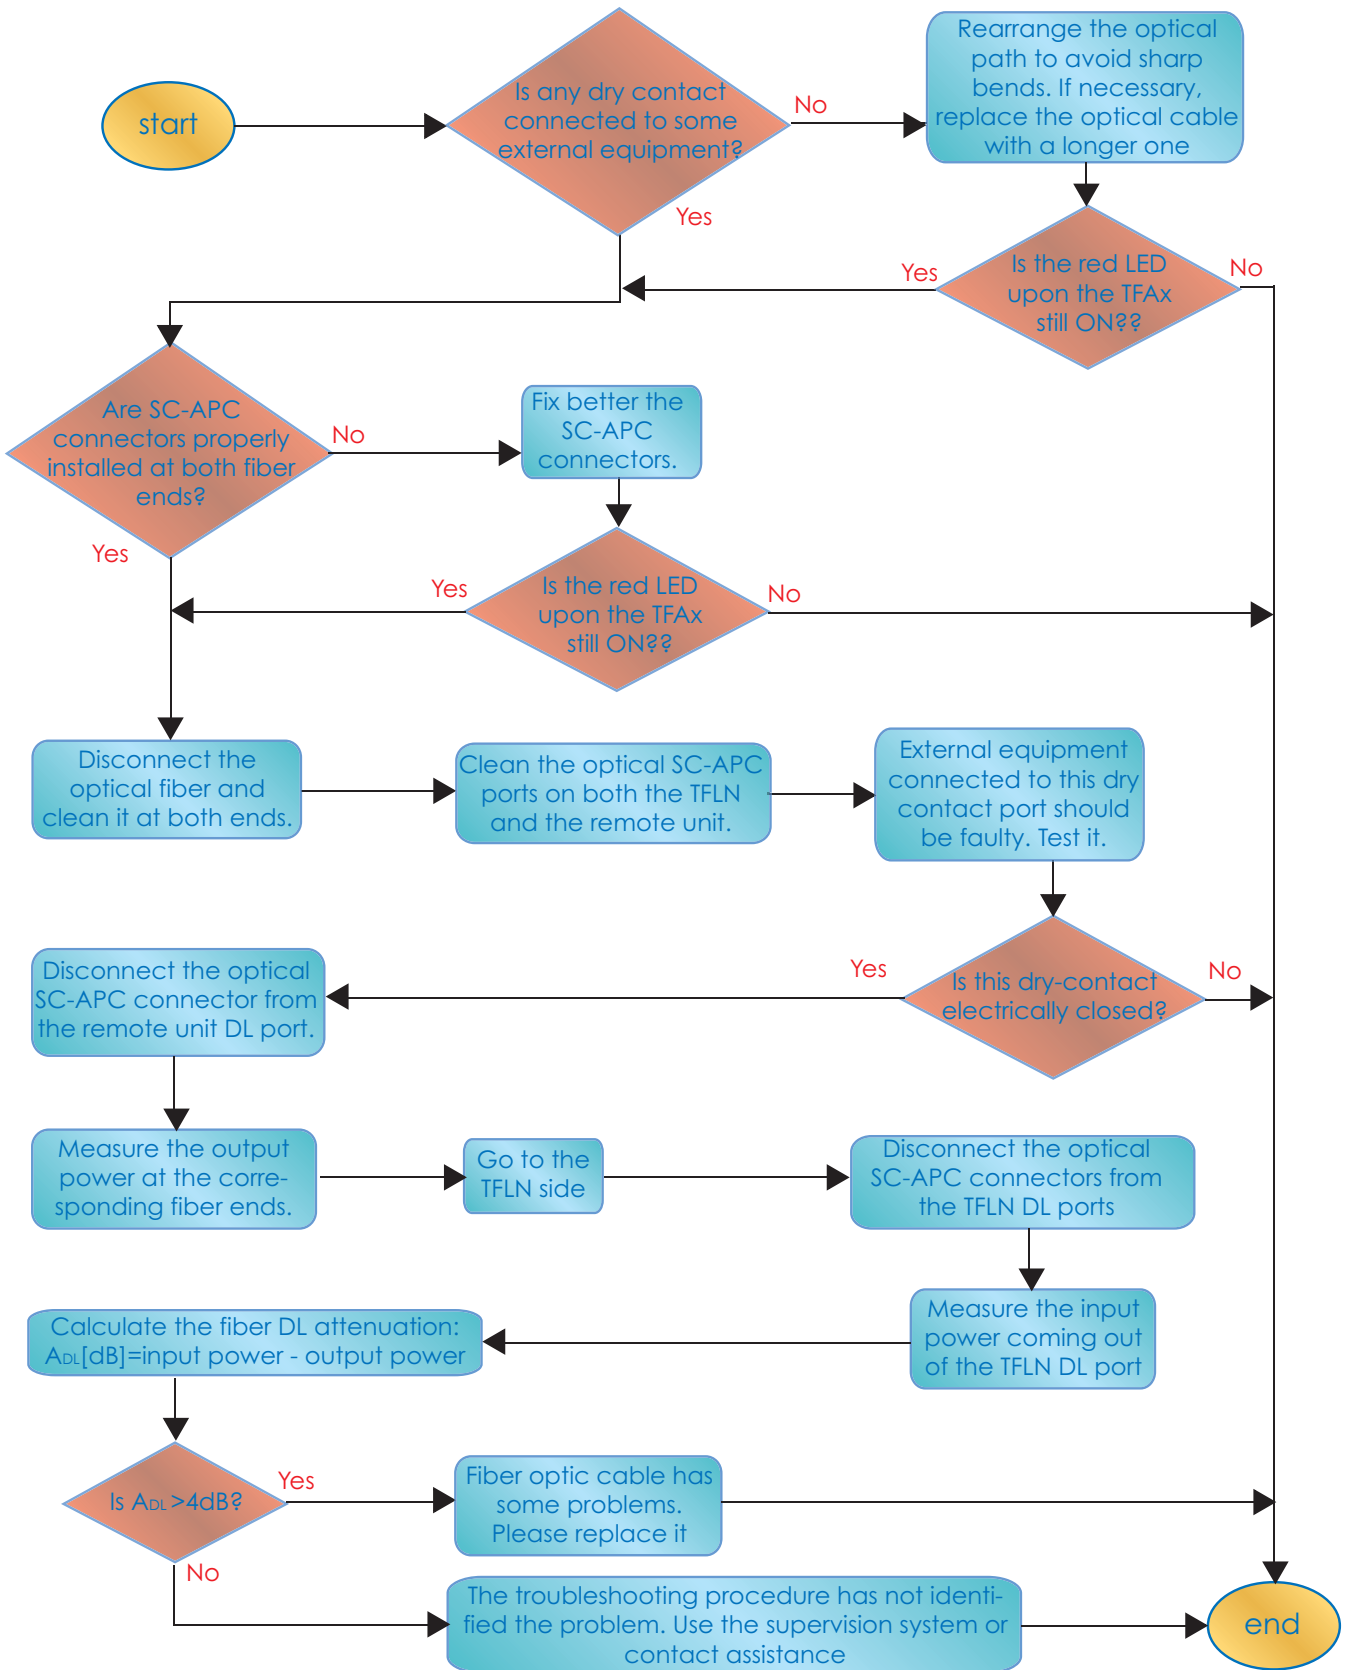 start
Is any dry contact
connected to some
external equipment?
No
Yes
Rearrange the optical
path to avoid sharp
bends. If necessary,
replace the optical cable
with a longer one
Is the red LED
upon the TFAx
still ON??
Yes
No
Are SC-APC
connectors properly
installed at both fiber
ends?
No
Yes
Fix better the
SC-APC
connectors.
Is the red LED
upon the TFAx
still ON??
Yes
No
Disconnect the
optical fiber and
clean it at both ends.
Clean the optical SC-APC
ports on both the TFLN
and the remote unit.
External equipment
connected to this dry
contact port should
be faulty. Test it.
Is this dry-contact
electrically closed?
Yes
No
Disconnect the optical
SC-APC connector from
the remote unit DL port.
Measure the output
power at the corre-
sponding fiber ends.
Go to the
TFLN side
Disconnect the optical
SC-APC connectors from
the TFLN DL ports
Measure the input
power coming out
of the TFLN DL port
Calculate the fiber DL attenuation:
ADL[dB]=input power - output power
Is ADL >4dB?
Yes
No
Fiber optic cable has
some problems.
Please replace it
The troubleshooting procedure has not identi-
fied the problem. Use the supervision system or
contact assistance
end